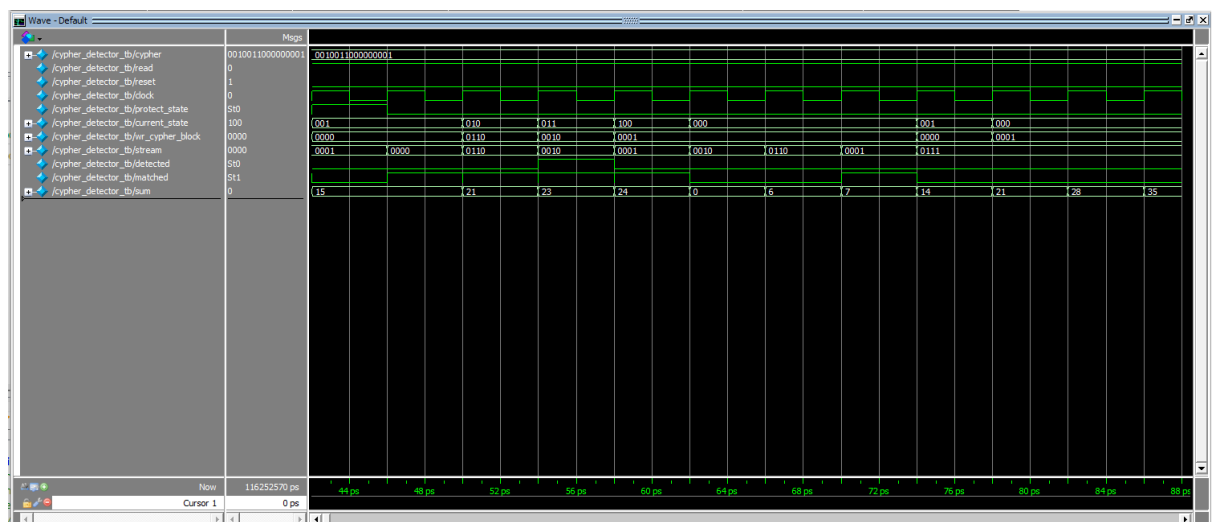 Wave - Default
Msgs
/cypher_detector_tb/cypher 0010011000000001 0010011000000001
/cypher_detector_tb/read 0
/cypher_detector_tb/reset 1
/cypher_detector_tb/clock 0
/cypher_detector_tb/protect_state St0
/cypher_detector_tb/current_state 100 001 010 011 100 000 001 000
/cypher_detector_tb/wr_cypher_block 0000 0000 0110 0010 0001 0000 0001
/cypher_detector_tb/stream 0000 0001 0000 0110 0010 0001 0010 0110 0001 0111
/cypher_detector_tb/detected St0
/cypher_detector_tb/matched St1
/cypher_detector_tb/sum 0 15 21 23 24 0 6 7 14 21 28 35
Now 116252570 ps 44 ps 48 ps 52 ps 56 ps 60 ps 64 ps 68 ps 72 ps 76 ps 80 ps 84 ps 88 ps
Cursor 1 0 ps